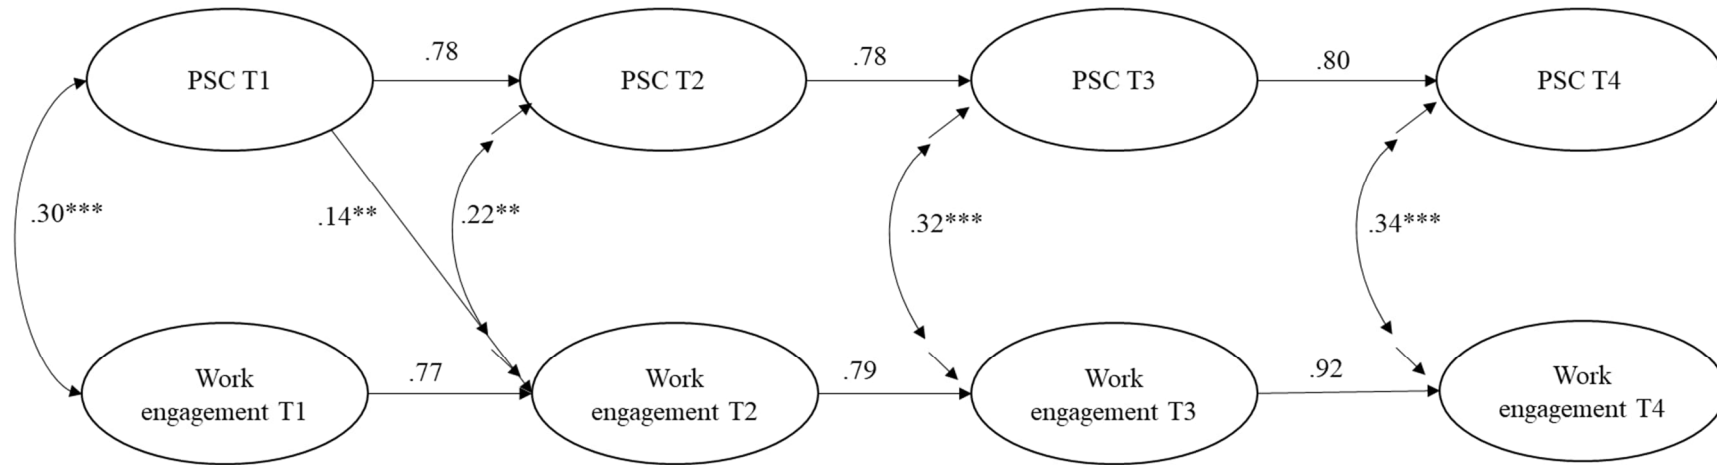 .78
.78
.80
PSC T1
PSC T2
PSC T3
PSC T4
.30***
.14**
.22**
.32***
.34***
.77
.79
.92
Work
engagement T1
Work
engagement T2
Work
engagement T3
Work
engagement T4